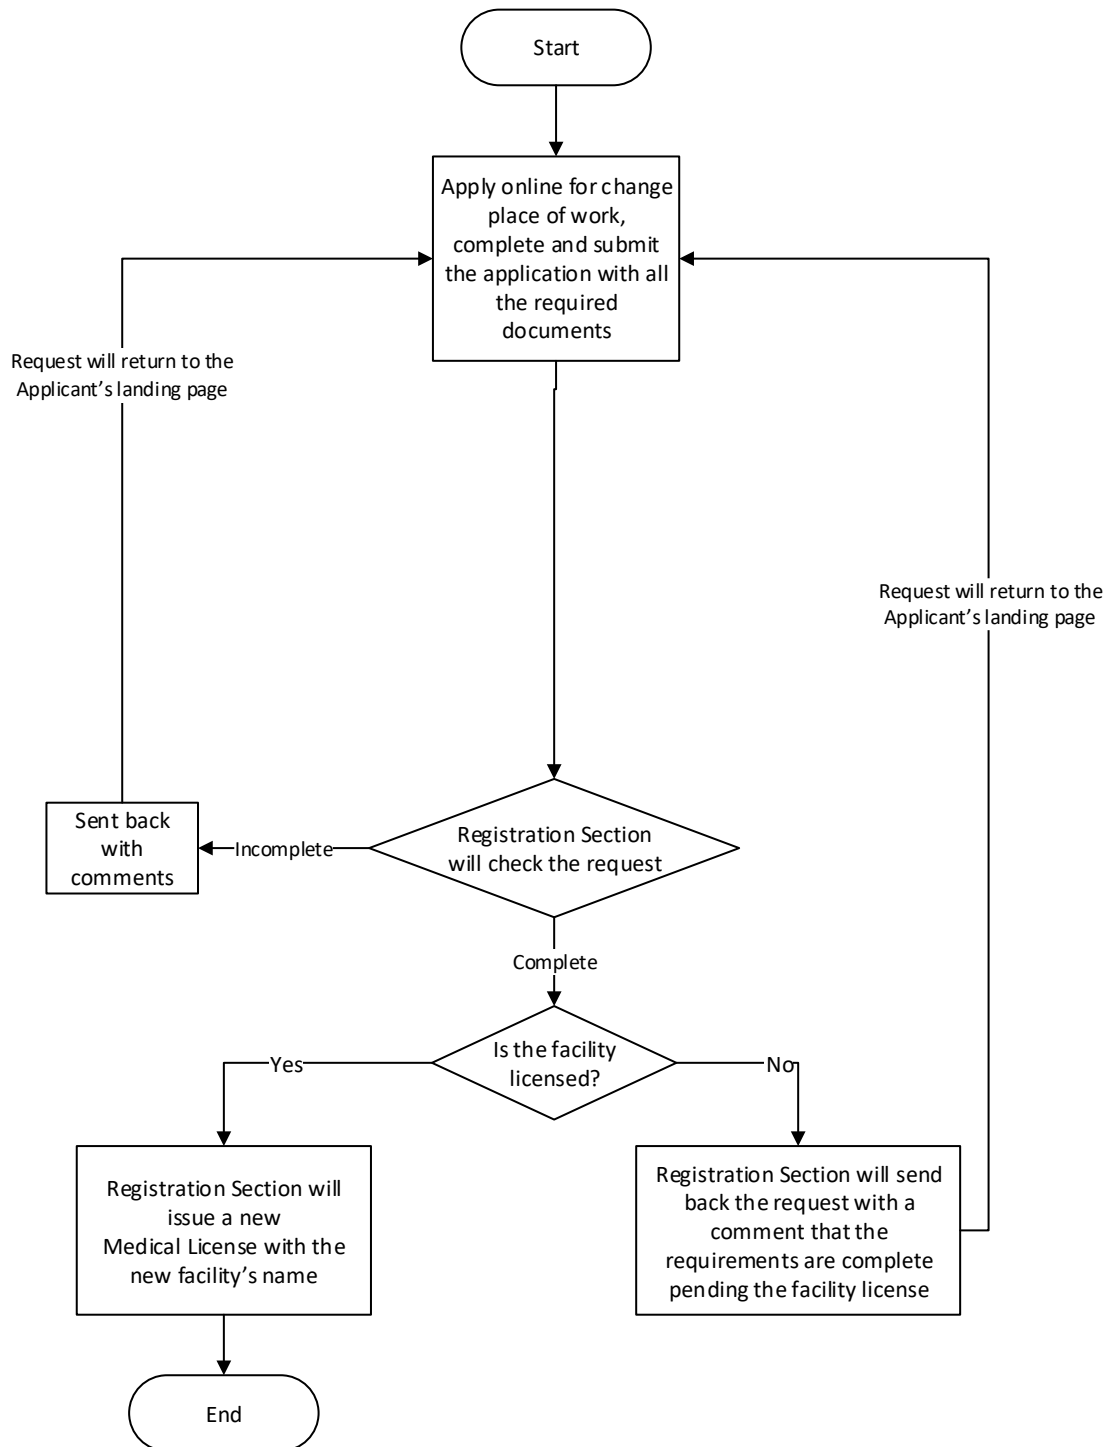 Start
Apply online for change
place of work,
complete and submit
the application with all
the required
documents
Request will return to the
Applicant's landing page
Request will return to the
Applicant's landing page
Sent back
with
comments
Incomplete
Registration Section
will check the request
Complete
Is the facility
licensed?
Yes
No
Registration Section will
issue a new
Medical License with the
new facility's name
Registration Section will send
back the request with a
comment that the
requirements are complete
pending the facility license
End